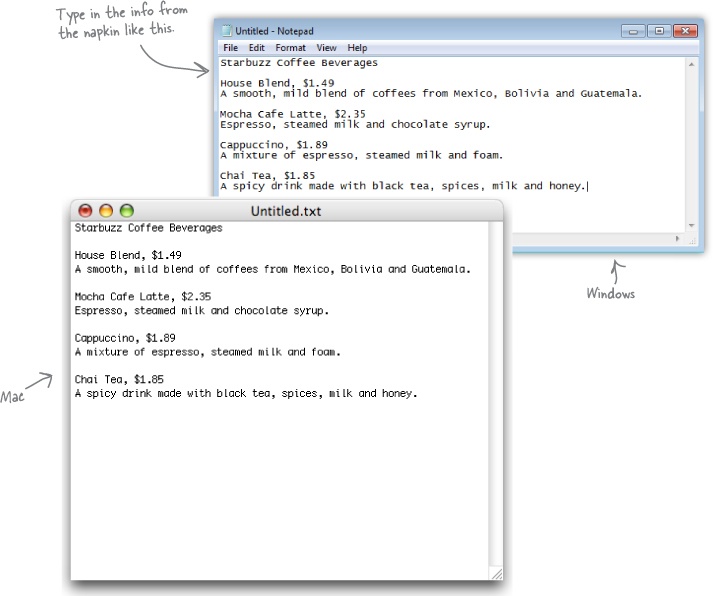 Type in the info from
the napkin like this.
Untitled - Notepad
File Edit Format View Help
Starbuzz Coffee Beverages
House Blend, $1.49
A smooth, mild blend of coffees from Mexico, Bolivia and Guatemala.
Mocha Cafe Latte, $2.35
Espresso, steamed milk and chocolate syrup.
Cappuccino, $1.89
A mixture of espresso, steamed milk and foam.
Chai Tea, $1.85
A spicy drink made with black tea, spices, milk and honey.
Windows
Untitled.txt
Starbuzz Coffee Beverages
House Blend, $1.49
A smooth, mild blend of coffees from Mexico, Bolivia and Guatemala.
Mocha Cafe Latte, $2.35
Espresso, steamed milk and chocolate syrup.
Cappuccino, $1.89
A mixture of espresso, steamed milk and foam.
Chai Tea, $1.85
A spicy drink made with black tea, spices, milk and honey.
Mac